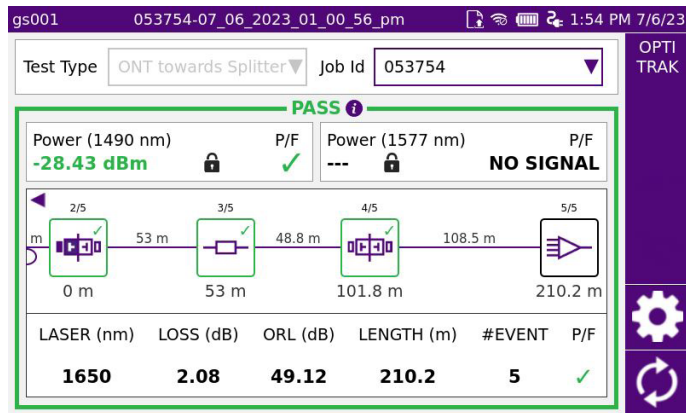 gs001 053754-07_06_2023_01_00_56_pm 1:54 PM 7/6/23
OPTI
TRAK
Test Type ONT towards Splitter Job Id 053754
PASS
Power (1490 nm) P/F Power (1577 nm) P/F
-28.43 dBm --- NO SIGNAL
2/5 3/5 4/5 5/5
m 53 m 48.8 m 108.5 m
0 m 53 m 101.8 m 210.2 m
LASER (nm) LOSS (dB) ORL (dB) LENGTH (m) #EVENT P/F
1650 2.08 49.12 210.2 5